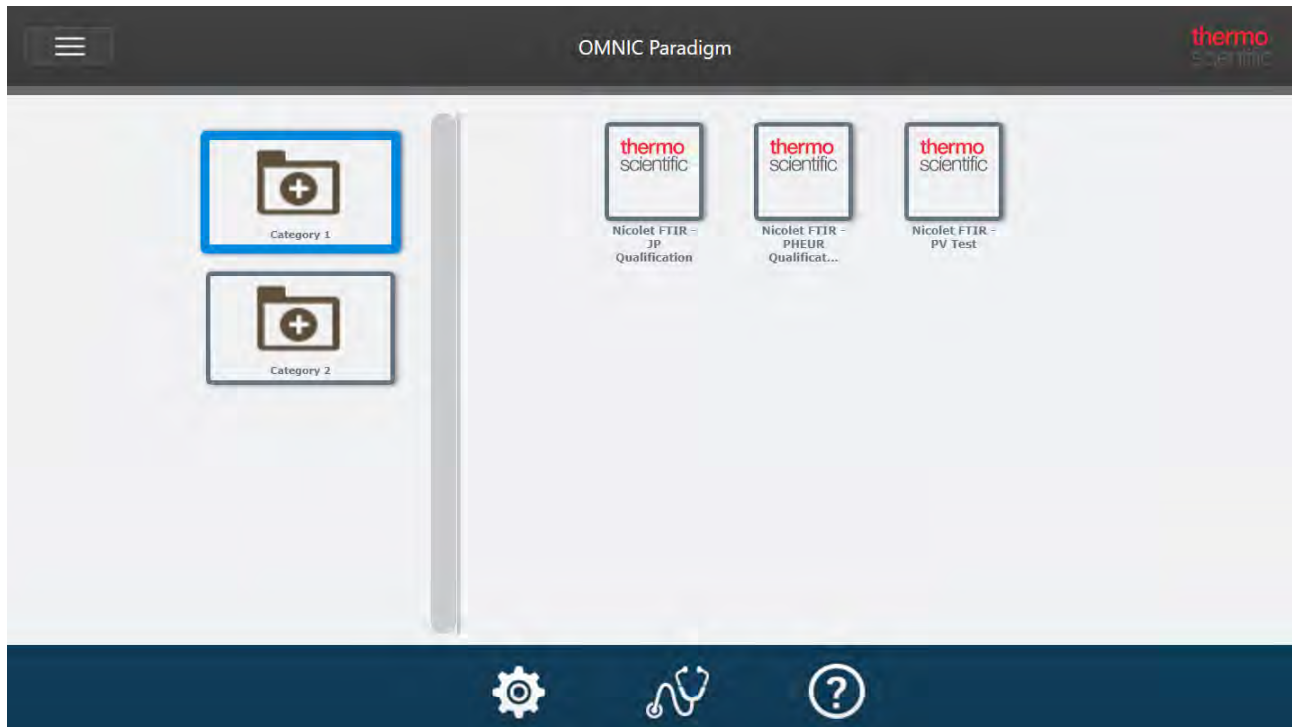 OMNIC Paradigm
thermo
scientific
Category 1
Category 2
thermo
scientific
Nicolet FTIR -
JP
Qualification
thermo
scientific
Nicolet FTIR -
PHEUR
Qualificat...
thermo
scientific
Nicolet FTIR -
PV Test
?